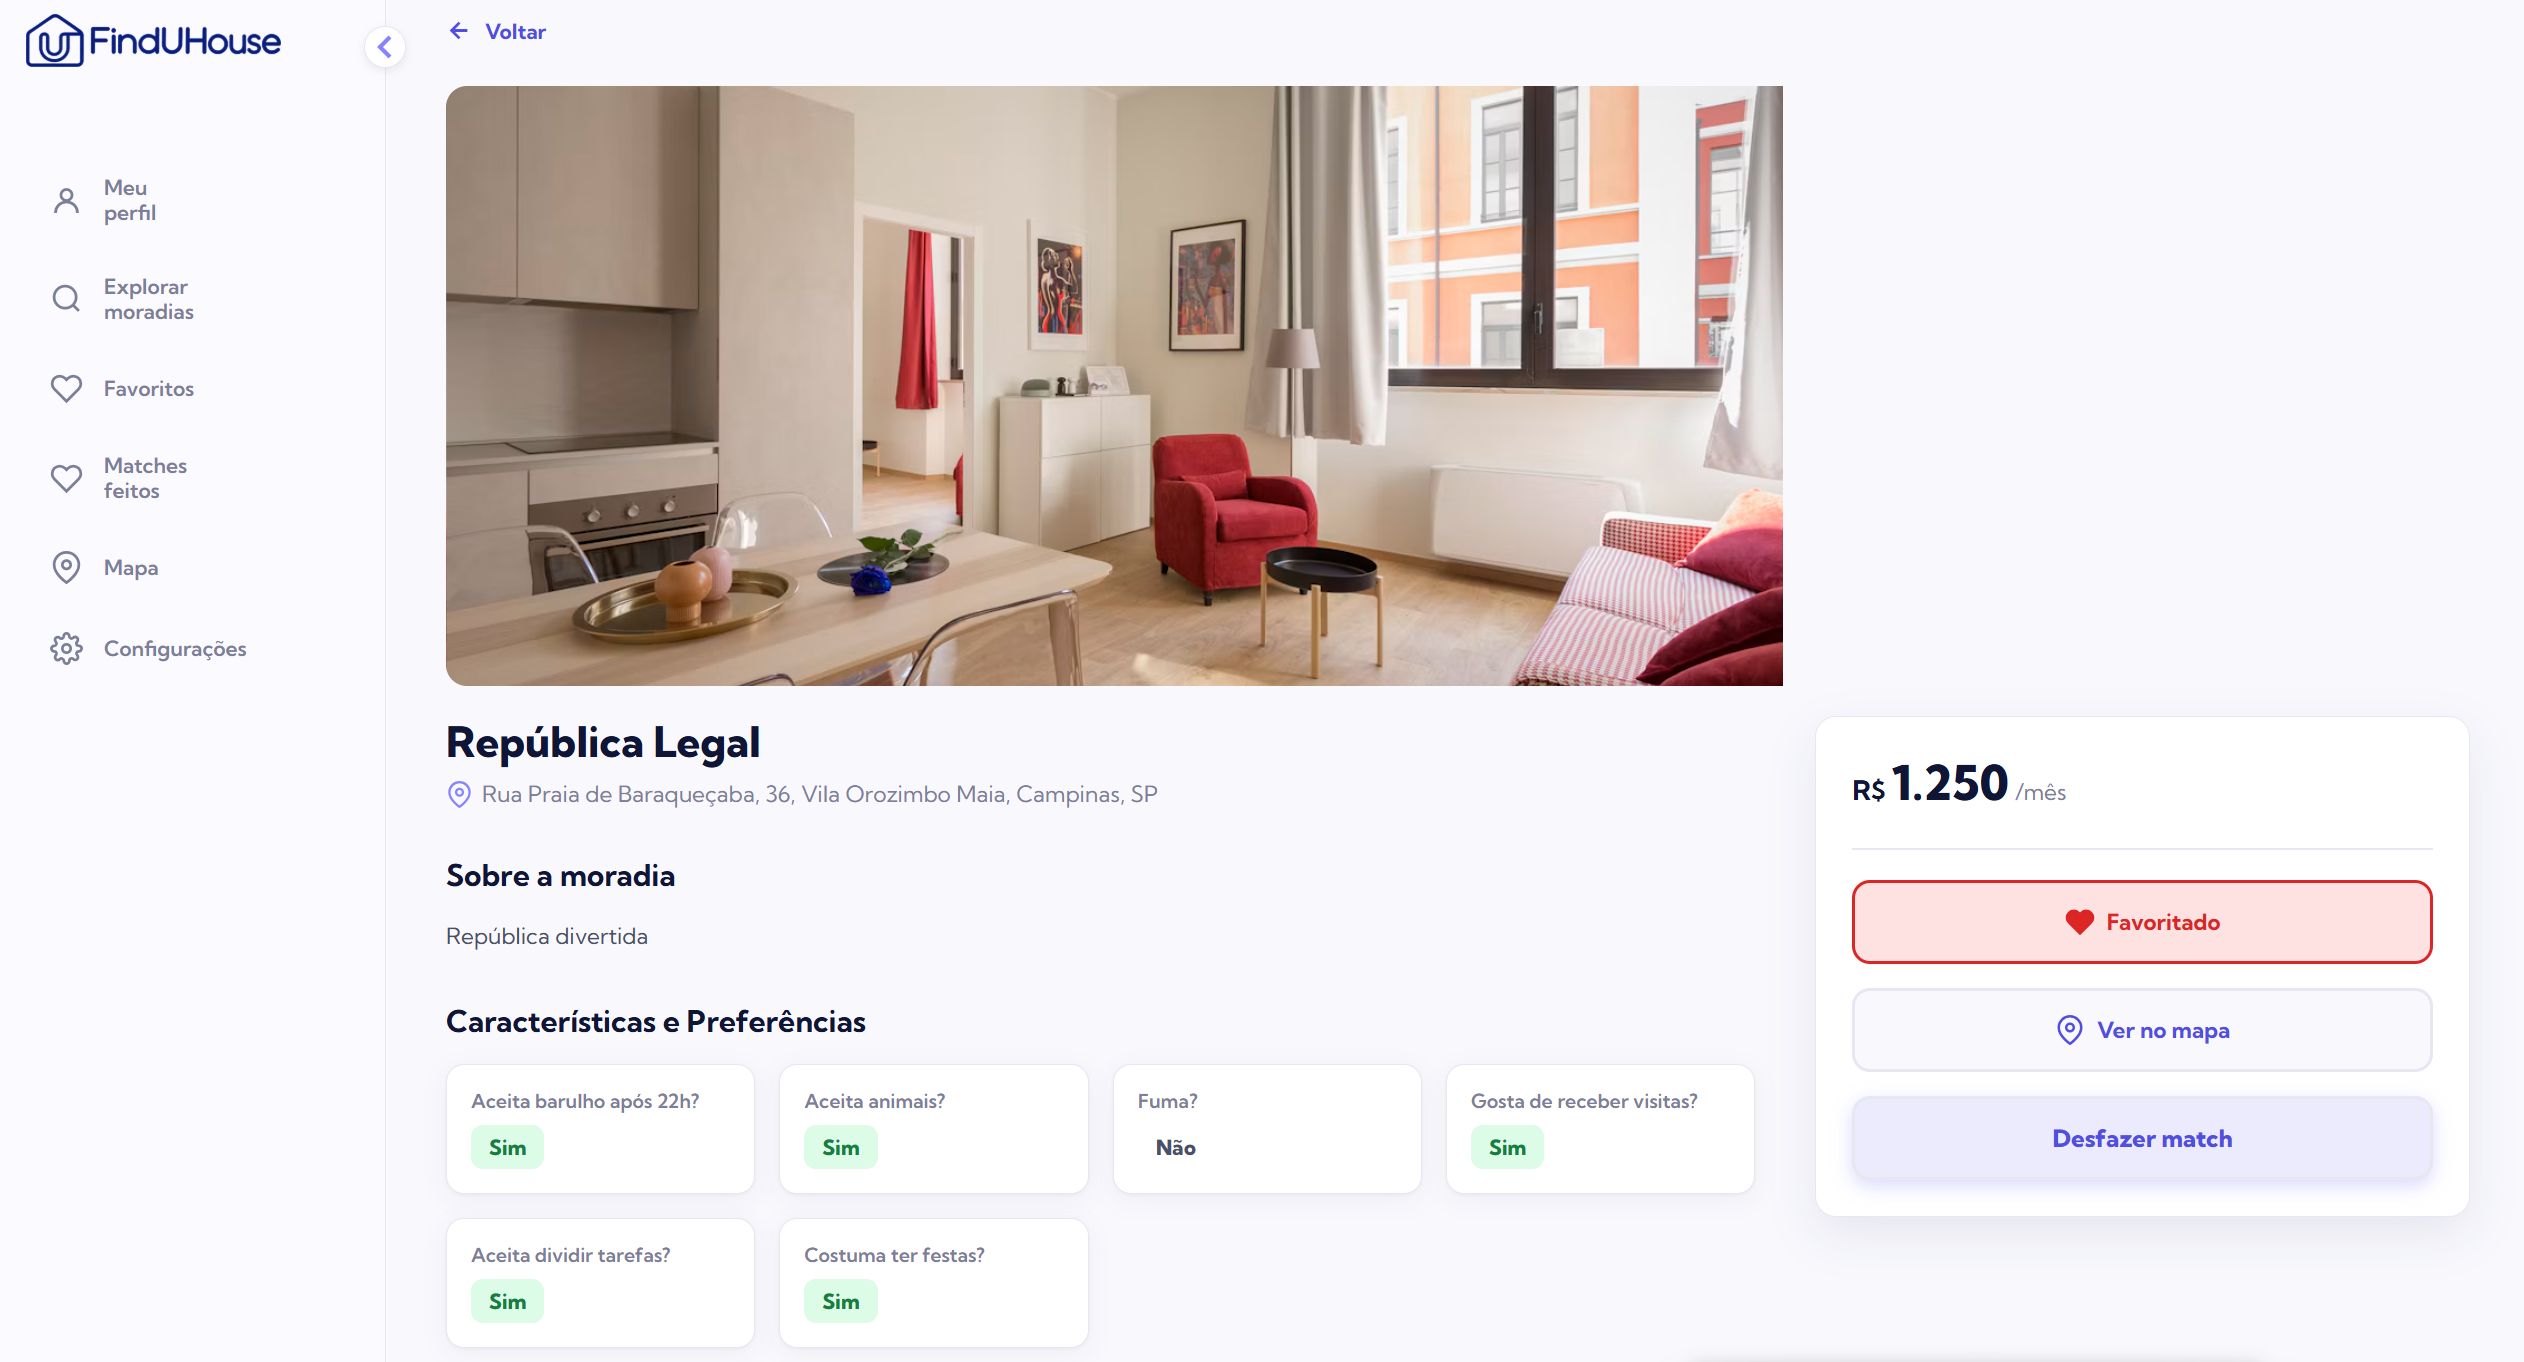 FindUHouse
Meu
perfil
Explorar
moradias
Favoritos
Matches
feitos
Mapa
Configurações
Voltar
República Legal
Rua Praia de Baraqueçaba, 36, Vila Orozimbo Maia, Campinas, SP
Sobre a moradia
República divertida
Características e Preferências
Aceita barulho após 22h?
Sim
Aceita animais?
Sim
Fuma?
Não
Gosta de receber visitas?
Sim
Aceita dividir tarefas?
Sim
Costuma ter festas?
Sim
R$ 1.250 /mês
Favoritado
Ver no mapa
Desfazer match